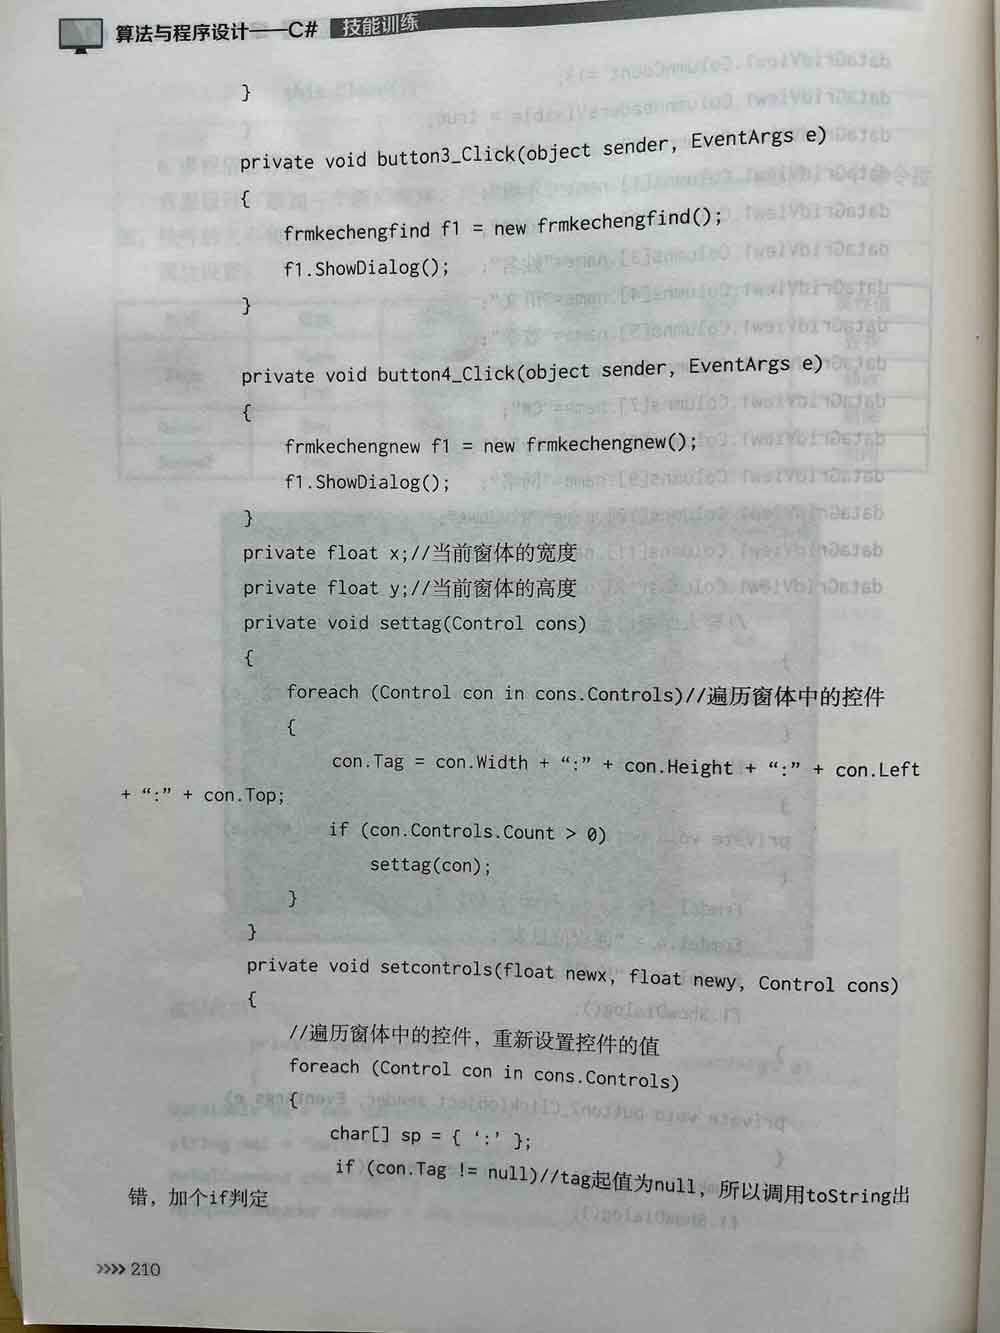 算法与程序设计——C# 技能训练
}
private void button3_Click(object sender, EventArgs e)
{
frmkechengfind f1 = new frmkechengfind();
f1.ShowDialog();
}
private void button4_Click(object sender, EventArgs e)
{
frmkechengnew f1 = new frmkechengnew();
f1.ShowDialog();
}
private float x;//当前窗体的宽度
private float y;//当前窗体的高度
private void settag(Control cons)
{
foreach (Control con in cons.Controls)//遍历窗体中的控件
{
con.Tag = con.Width + “:” + con.Height + “:” + con.Left
+ “:” + con.Top;
if (con.Controls.Count > 0)
settag(con);
}
}
private void setcontrols(float newx, float newy, Control cons)
{
//遍历窗体中的控件，重新设置控件的值
foreach (Control con in cons.Controls)
{
char[] sp = { ‘:’ };
if (con.Tag != null)//tag起值为null，所以调用toString出
错，加个if判定
>>>> 210